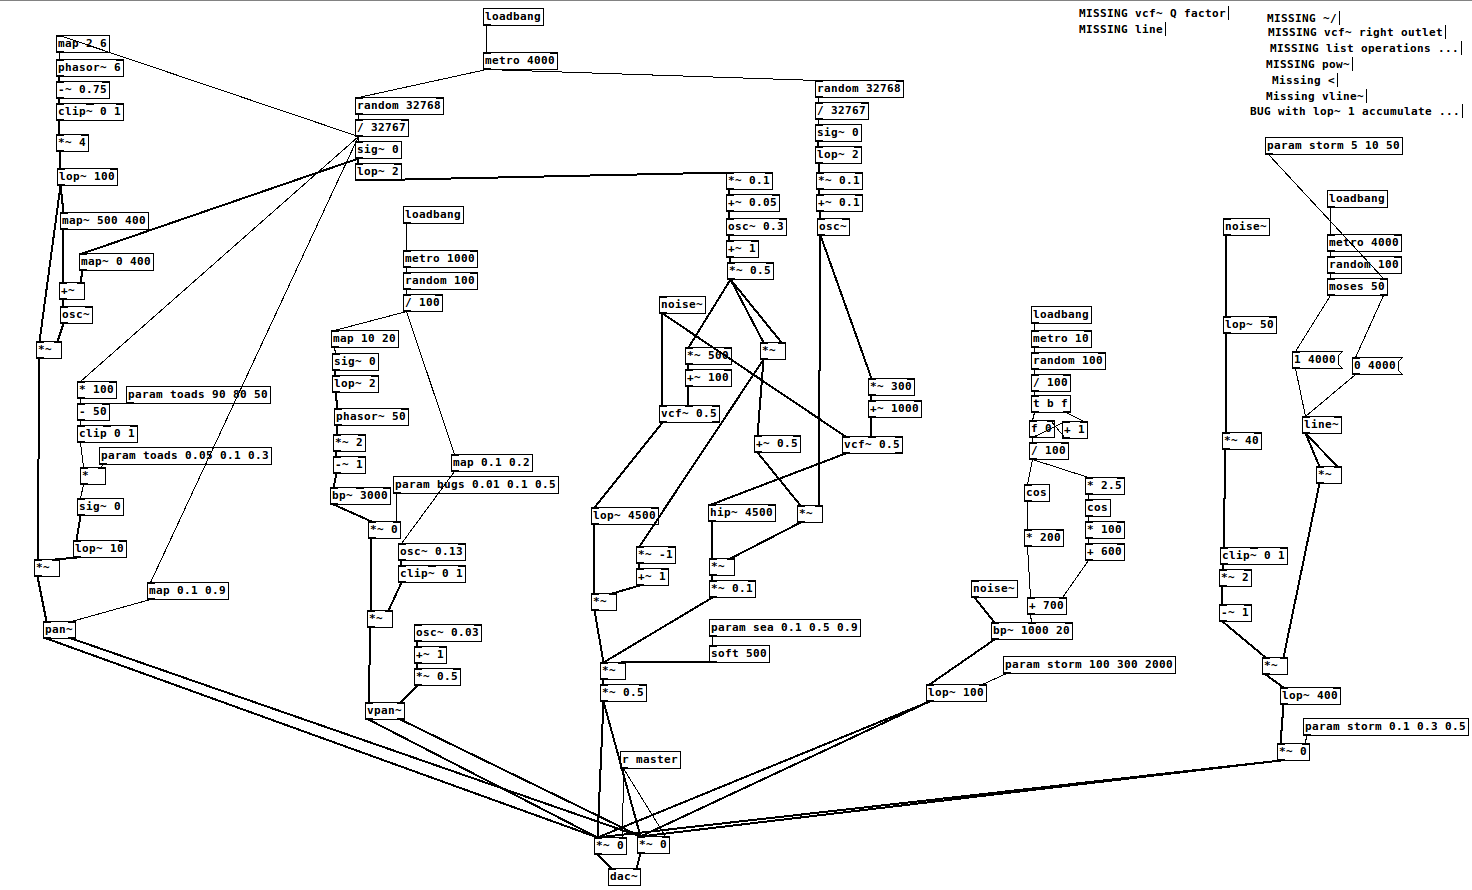 loadbang
metro 4000
MISSING vcf~ Q factor
MISSING line
MISSING ~/
MISSING vcf~ right outlet
MISSING list operations ...
MISSING pow~
Missing <
Missing vline~
BUG with lop~ 1 accumulate ...
map 2 6
phasor~ 6
-~ 0.75
clip~ 0 1
*~ 4
lop~ 100
map~ 500 400
map~ 0 400
+~
osc~
*~
* 100
param toads 90 80 50
- 50
clip 0 1
param toads 0.05 0.1 0.3
*
sig~ 0
lop~ 10
*~
map 0.1 0.9
pan~
random 32768
/ 32767
sig~ 0
lop~ 2
loadbang
metro 1000
random 100
/ 100
map 10 20
sig~ 0
lop~ 2
phasor~ 50
*~ 2
-~ 1
bp~ 3000
map 0.1 0.2
param bugs 0.01 0.1 0.5
*~ 0
osc~ 0.13
clip~ 0 1
*~
osc~ 0.03
+~ 1
*~ 0.5
vpan~
random 32768
/ 32767
sig~ 0
lop~ 2
*~ 0.1
+~ 0.1
osc~
*~ 0.1
+~ 0.05
osc~ 0.3
+~ 1
*~ 0.5
noise~
*~ 500
*~
+~ 100
vcf~ 0.5
*~ 300
+~ 1000
+~ 0.5
vcf~ 0.5
lop~ 4500
hip~ 4500
*~
*~ -1
+~ 1
*~
*~ 0.1
*~
param sea 0.1 0.5 0.9
soft 500
*~
*~ 0.5
r master
*~ 0
*~ 0
dac~
loadbang
metro 10
random 100
/ 100
t b f
f 0
+ 1
/ 100
cos
* 2.5
cos
* 200
* 100
+ 600
noise~
+ 700
bp~ 1000 20
param storm 100 300 2000
lop~ 100
param storm 5 10 50
loadbang
noise~
metro 4000
random 100
moses 50
lop~ 50
1 4000
0 4000
line~
*~ 40
*~
clip~ 0 1
*~ 2
-~ 1
*~
lop~ 400
param storm 0.1 0.3 0.5
*~ 0